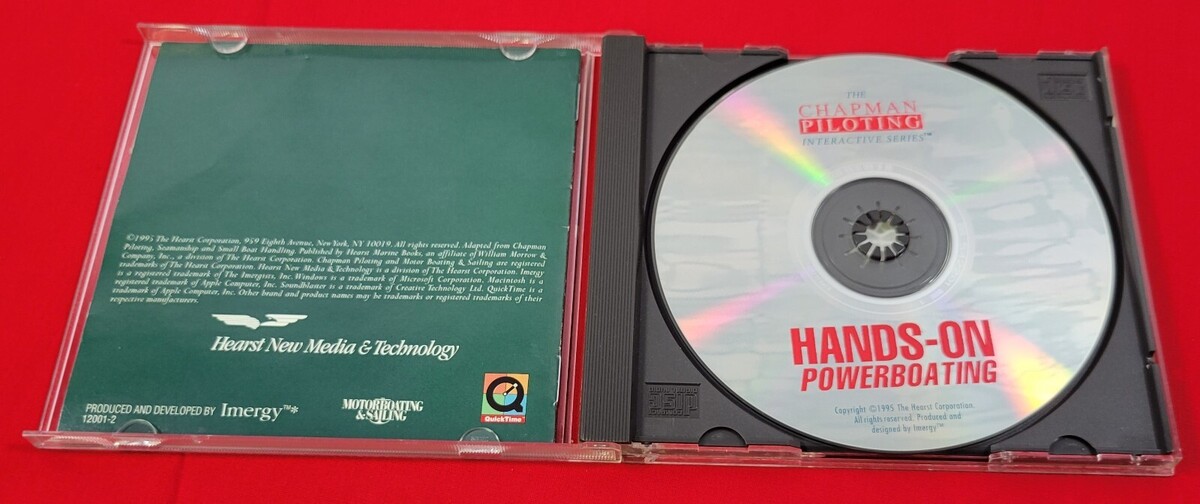 ©1995 The Hearst Corporation, 959 Eighth Avenue, New York, NY 10019. All rights reserved. Adapted from Chapman
Piloting, Seamanship and Small Boat Handling. Published by Hearst Marine Books, an affiliate of William Morrow &
Company, Inc., a division of The Hearst Corporation. Chapman Piloting and Motor Boating & Sailing are registered
trademarks of The Hearst Corporation. Hearst New Media & Technology is a division of The Hearst Corporation. Imergy
is a registered trademark of The Imergists, Inc. Windows is a trademark of Microsoft Corporation. Macintosh is a
registered trademark of Apple Computer, Inc. Soundblaster is a trademark of Creative Technology Ltd. QuickTime is a
trademark of Apple Computer, Inc. Other brand and product names may be trademarks or registered trademarks of their
respective manufacturers.
Hearst New Media & Technology
PRODUCED AND DEVELOPED BY Imergy™*
12001-2
MOTORBOATING
& SAILING
QuickTime™
THE
CHAPMAN
PILOTING
INTERACTIVE SERIES™
HANDS-ON
POWERBOATING
Copyright ©1995 The Hearst Corporation.
All rights reserved. Produced and
designed by Imergy™